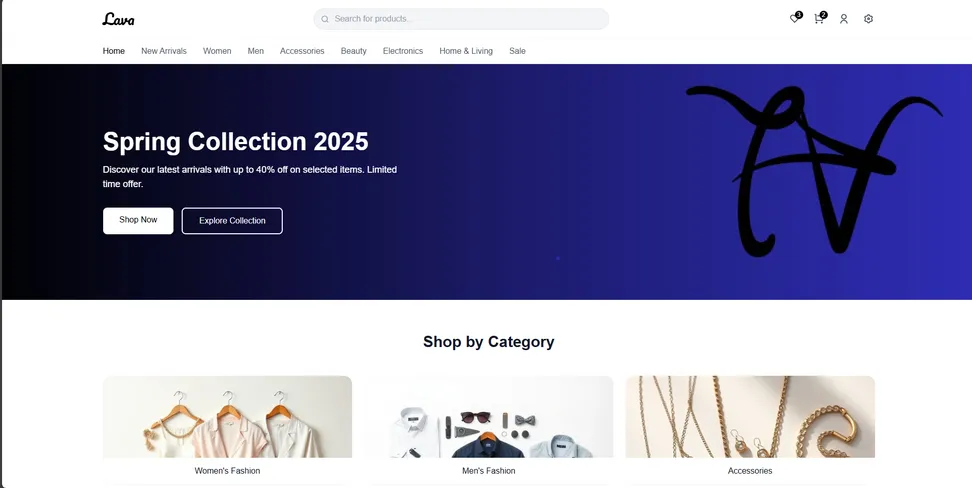 Lava
Search for products...
3
2
Home New Arrivals Women Men Accessories Beauty Electronics Home & Living Sale
Spring Collection 2025
Discover our latest arrivals with up to 40% off on selected items. Limited
time offer.
Shop Now Explore Collection
Shop by Category
Women's Fashion Men's Fashion Accessories